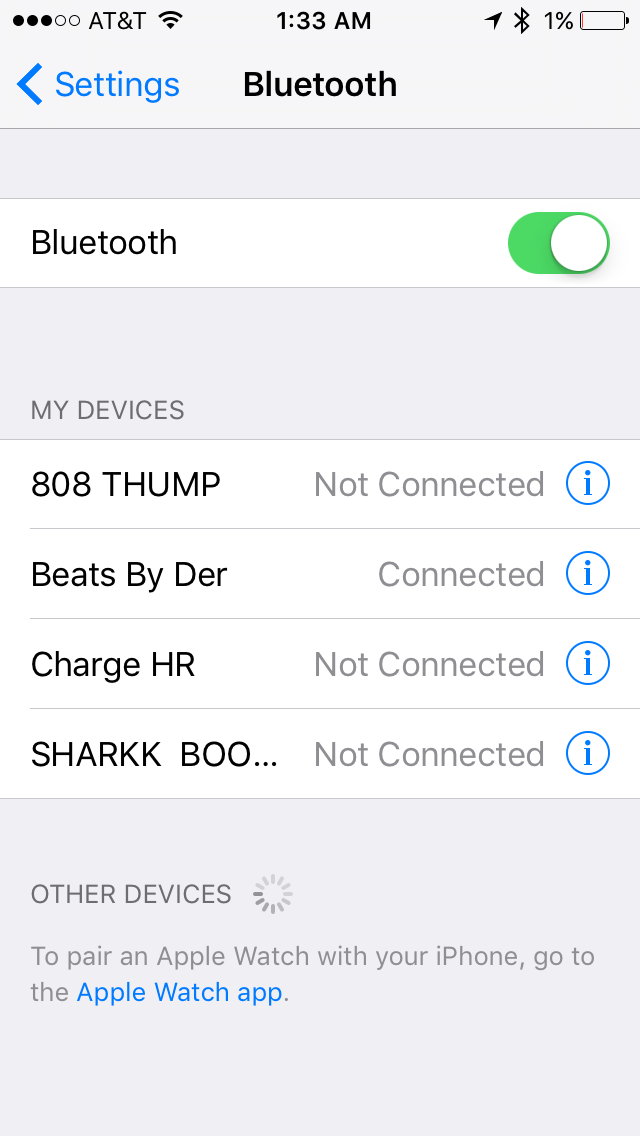 AT&T 1:33 AM 1%
Settings Bluetooth
Bluetooth
MY DEVICES
808 THUMP Not Connected i
Beats By Der Connected i
Charge HR Not Connected i
SHARKK  BOO... Not Connected i
OTHER DEVICES
To pair an Apple Watch with your iPhone, go to
the Apple Watch app.